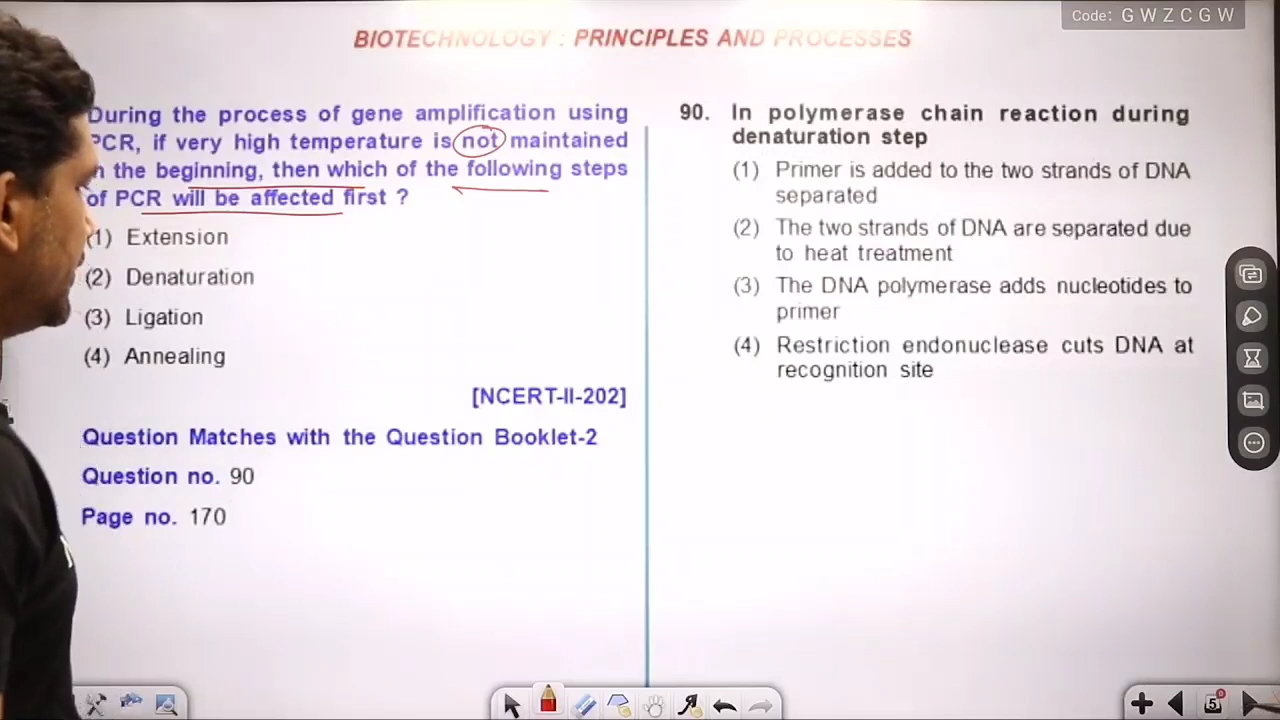 Code: G W Z C G W
BIOTECHNOLOGY : PRINCIPLES AND PROCESSES
During the process of gene amplification using
PCR, if very high temperature is not maintained
the beginning, then which of the following steps
of PCR will be affected first ?
(1) Extension
(2) Denaturation
(3) Ligation
(4) Annealing
[NCERT-II-202]
Question Matches with the Question Booklet-2
Question no. 90
Page no. 170
90. In polymerase chain reaction during
denaturation step
(1) Primer is added to the two strands of DNA
separated
(2) The two strands of DNA are separated due
to heat treatment
(3) The DNA polymerase adds nucleotides to
primer
(4) Restriction endonuclease cuts DNA at
recognition site